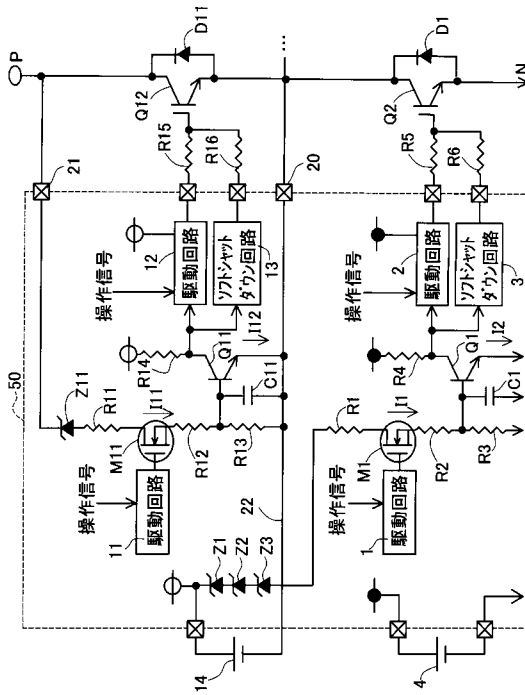 50
P
D11
Q12
21
R15
R16
20
...
D1
Q2
N
R5
R6
操作信号
12
駆動回路
13
ソフトシャット
ダウン回路
R14
Q11
I12
C11
Z11
R11
I11
M11
R12
R13
操作信号
11
駆動回路
22
Z1
Z2
Z3
14
操作信号
2
駆動回路
3
ソフトシャット
ダウン回路
R4
Q1
I2
C1
R1
I1
M1
R2
R3
操作信号
1
駆動回路
4